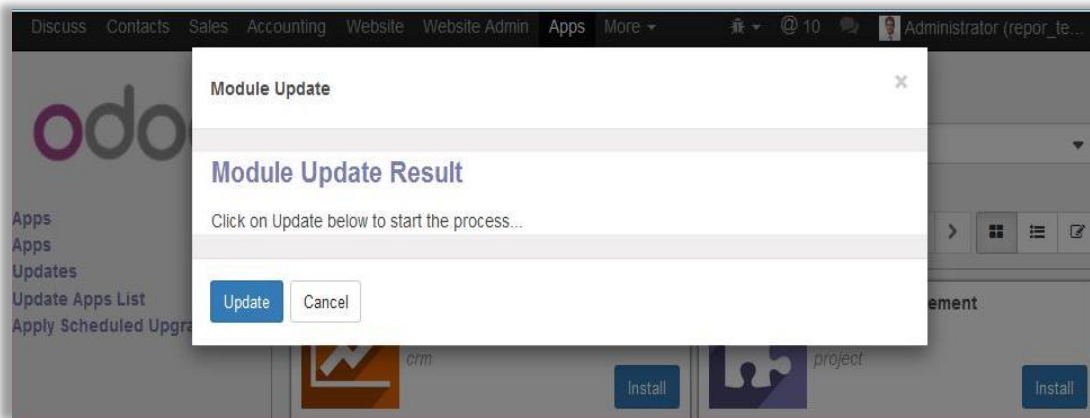 Discuss Contacts Sales Accounting Website Website Admin Apps More @ 10 Administrator (repor_te...
Module Update ×
odoo
Module Update Result
Click on Update below to start the process...
Apps
Apps
Updates
Update Apps List
Apply Scheduled Upgra
Update Cancel
ement
crm project
Install Install